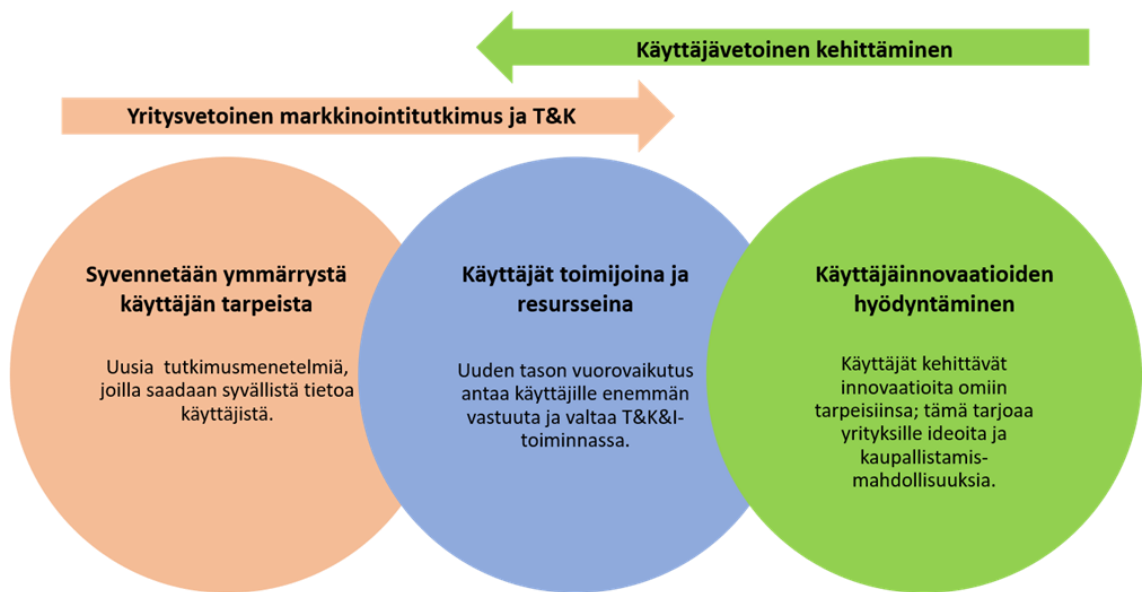 Käyttäjävetoinen kehittäminen
Yritysvetoinen markkinointitutkimus ja T&K
Syvennetään ymmärrystä
käyttäjän tarpeista
Uusia tutkimusmenetelmiä,
joilla saadaan syvällistä tietoa
käyttäjistä.
Käyttäjät toimijoina ja
resursseina
Uuden tason vuorovaikutus
antaa käyttäjille enemmän
vastuuta ja valtaa T&K&I-
toiminnassa.
Käyttäjäinnovaatioiden
hyödyntäminen
Käyttäjät kehittävät
innovaatioita omiin
tarpeisiinsa; tämä tarjoaa
yrityksille ideoita ja
kaupallistamis-
mahdollisuuksia.